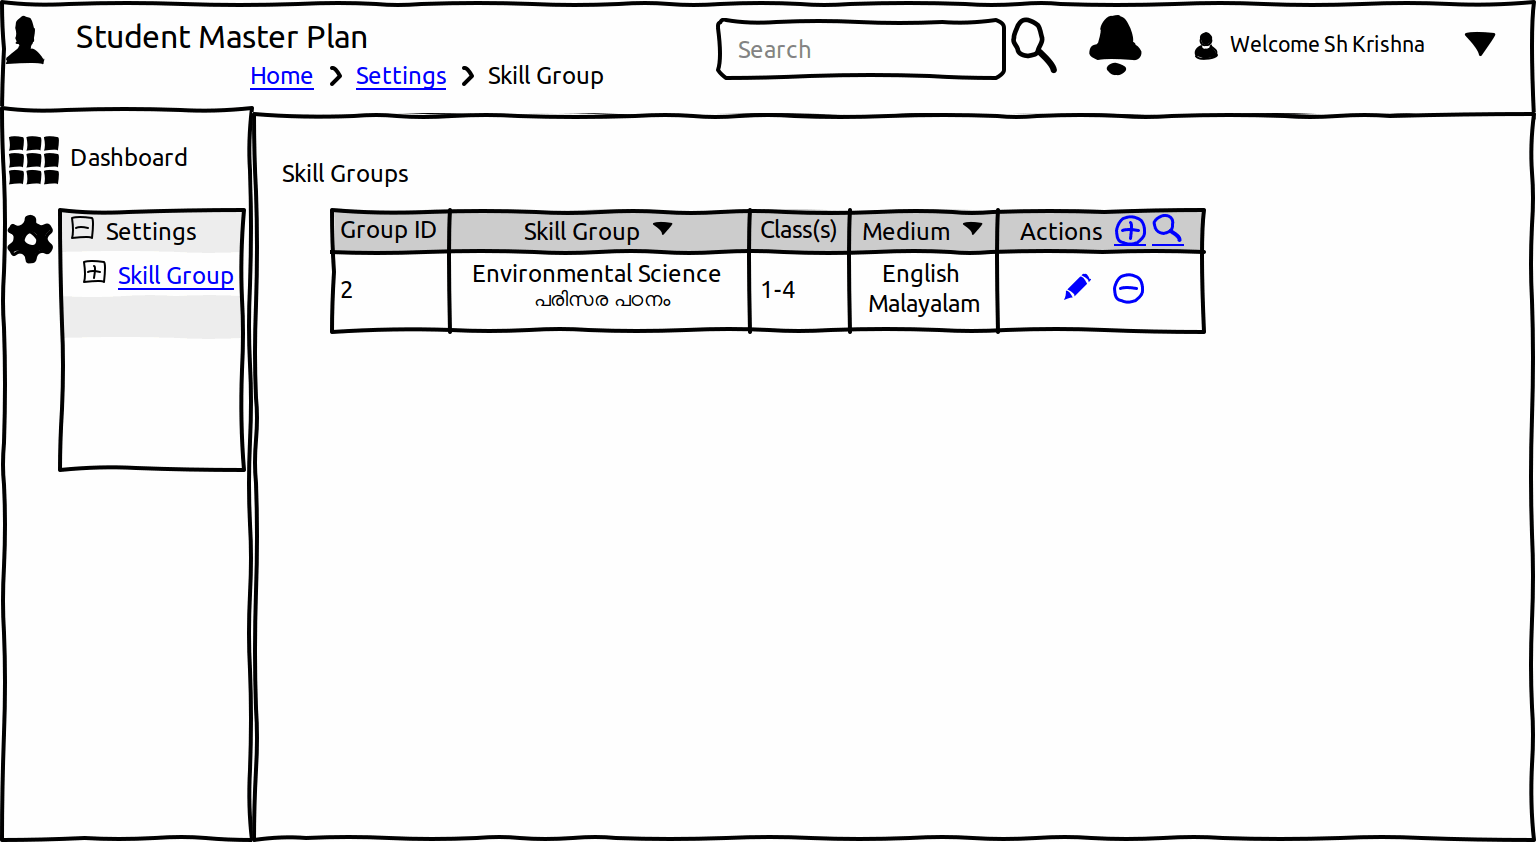 Student Master Plan
Home Settings Skill Group
Search
Welcome Sh Krishna
Dashboard
Settings
Skill Group
Skill Groups
Group ID Skill Group Class(s) Medium Actions
2 Environmental Science 1-4 English
പരിസര പഠനം Malayalam